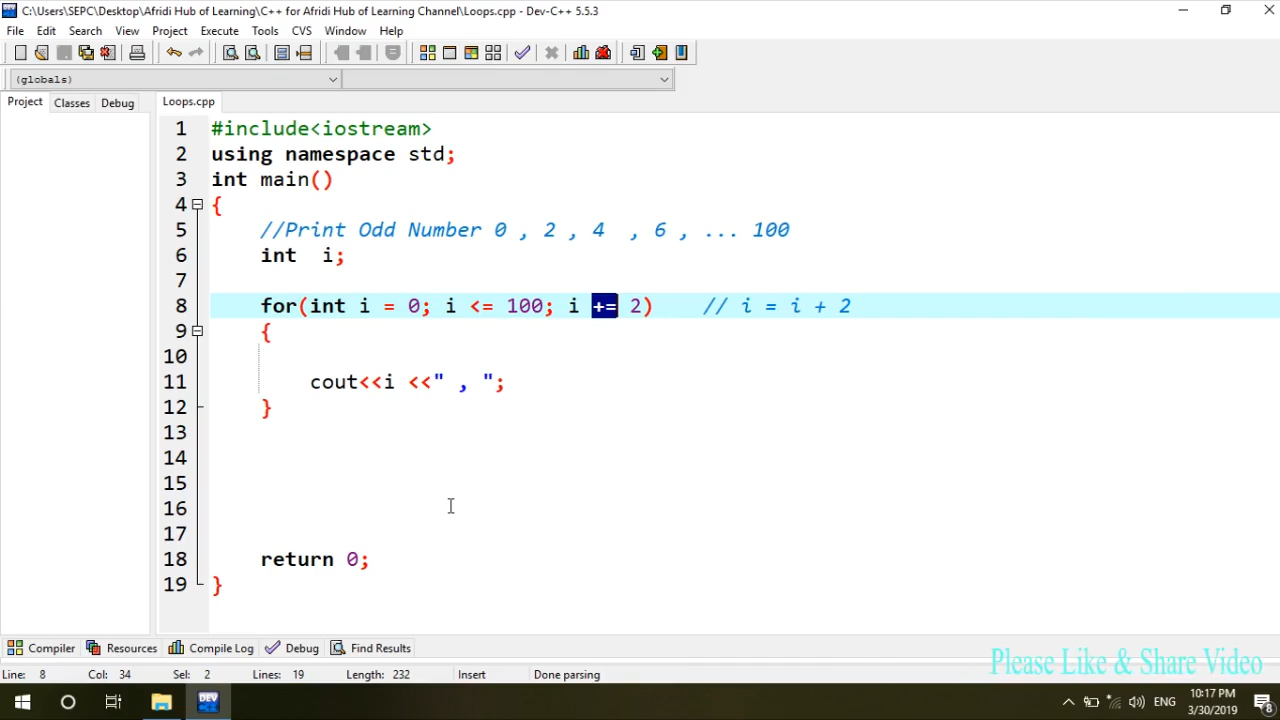 C:\Users\SEPC\Desktop\Afridi Hub of Learning\C++ for Afridi Hub of Learning Channel\Loops.cpp - Dev-C++ 5.5.3
File Edit Search View Project Execute Tools CVS Window Help
(globals)
Project Classes Debug Loops.cpp
1 #include<iostream>
2 using namespace std;
3 int main()
4 {
5 //Print Odd Number 0 , 2 , 4  , 6 , ... 100
6 int  i;
7
8 for(int i = 0; i <= 100; i += 2)    // i = i + 2
9 {
10
11 cout<<i <<" , ";
12 }
13
14
15
16
17
18 return 0;
19 }
Compiler Resources Compile Log Debug Find Results
Please Like & Share Video
Line: 8 Col: 34 Sel: 2 Lines: 19 Length: 232 Insert Done parsing
DEV ENG 10:17 PM
3/30/2019 8